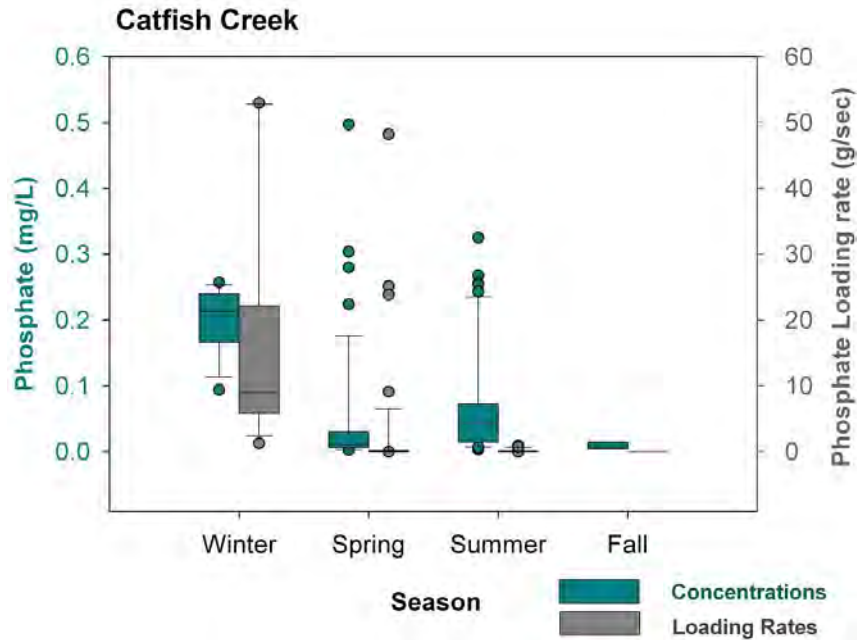 Catfish Creek
Phosphate (mg/L)
0.6
0.5
0.4
0.3
0.2
0.1
0.0
60
50
40
30
20
10
0
Phosphate Loading rate (g/sec)
Winter Spring Summer Fall
Season
Concentrations
Loading Rates